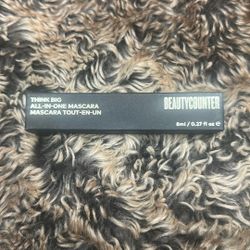 THINK BIG
ALL-IN-ONE MASCARA
MASCARA TOUT-EN-UN
BEAUTYCOUNTER
8ml / 0.27 fl oz e